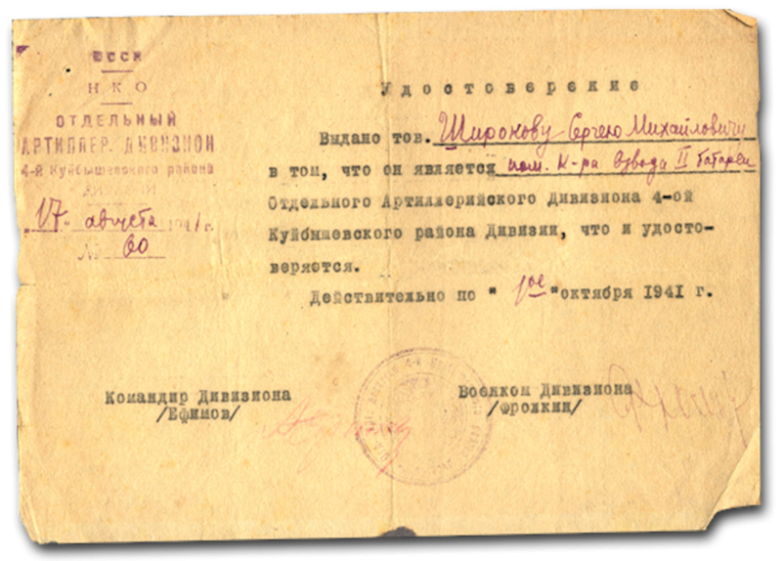 СССР
НКО
ОТДЕЛЬНЫЙ
АРТИЛЛЕР. ДИВИЗИОН
4-й Куйбышевского района
ДИВИЗИИ
17 августа 1941 г.
№ 60
Удостоверение
Выдано тов. Широкову Сергею Михайловичу
в том, что он является пом. к-ра взвода II батареи
Отдельного Артиллерийского Дивизиона 4-ой
Куйбышевского района Дивизии, что и удосто-
веряется.
Действительно по "1ое" октября 1941 г.
Командир Дивизиона
/Ефимов/
Военком Дивизиона
/Фролкин/